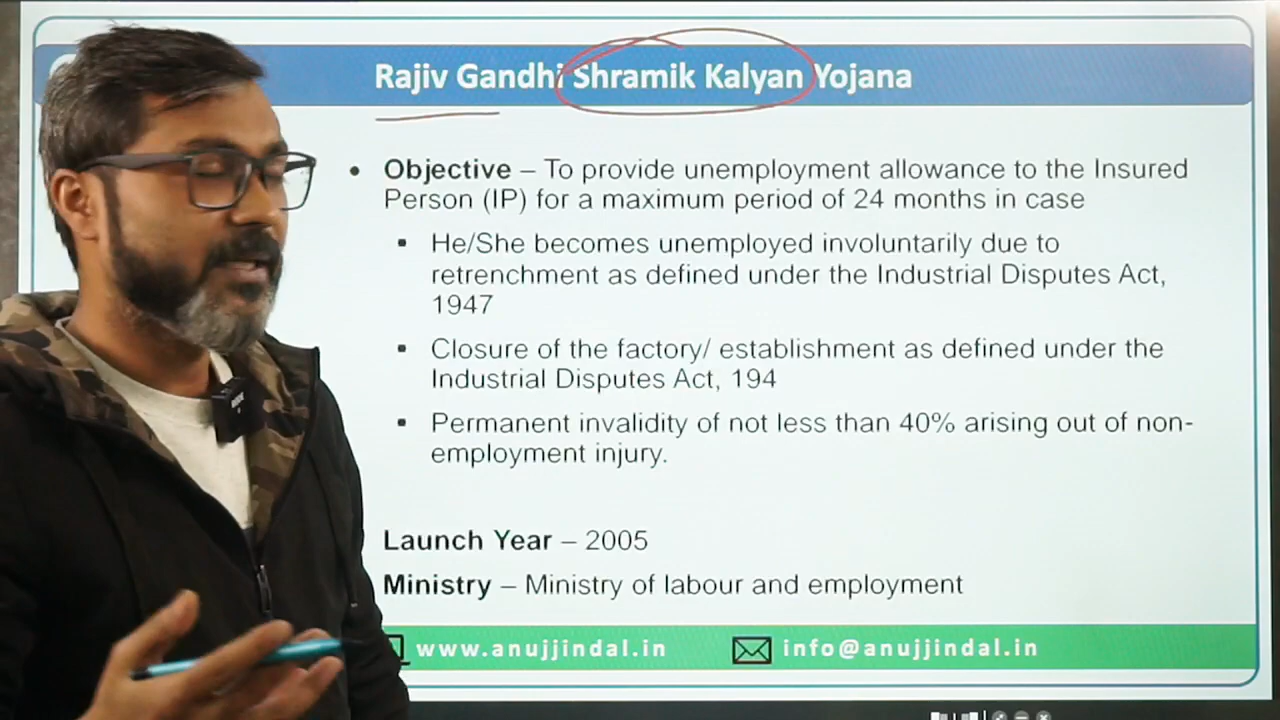 Rajiv Gandhi Shramik Kalyan Yojana
• Objective – To provide unemployment allowance to the Insured
Person (IP) for a maximum period of 24 months in case
▪ He/She becomes unemployed involuntarily due to
retrenchment as defined under the Industrial Disputes Act,
1947
▪ Closure of the factory/ establishment as defined under the
Industrial Disputes Act, 194
▪ Permanent invalidity of not less than 40% arising out of non-
employment injury.
Launch Year – 2005
Ministry – Ministry of labour and employment
www.anujjindal.in
info@anujjindal.in